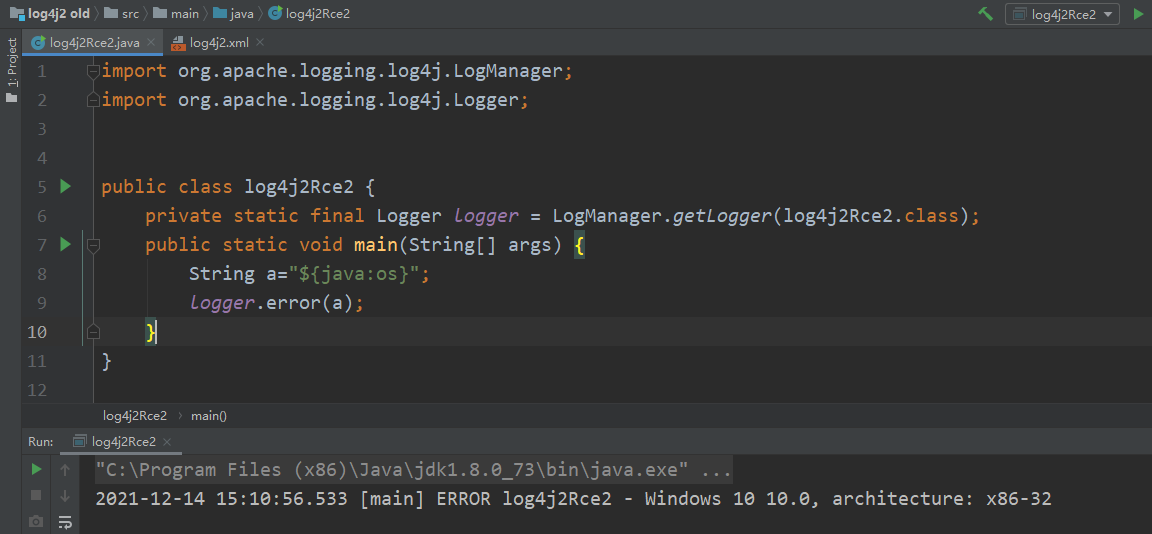 log4j2 old src main java log4j2Rce2 log4j2Rce2
log4j2Rce2.java log4j2.xml
1: Project
1 import org.apache.logging.log4j.LogManager;
2 import org.apache.logging.log4j.Logger;
3
4
5 public class log4j2Rce2 {
6 private static final Logger logger = LogManager.getLogger(log4j2Rce2.class);
7 public static void main(String[] args) {
8 String a="${java:os}";
9 logger.error(a);
10 }
11 }
12
log4j2Rce2 main()
Run: log4j2Rce2
"C:\Program Files (x86)\Java\jdk1.8.0_73\bin\java.exe" ...
2021-12-14 15:10:56.533 [main] ERROR log4j2Rce2 - Windows 10 10.0, architecture: x86-32